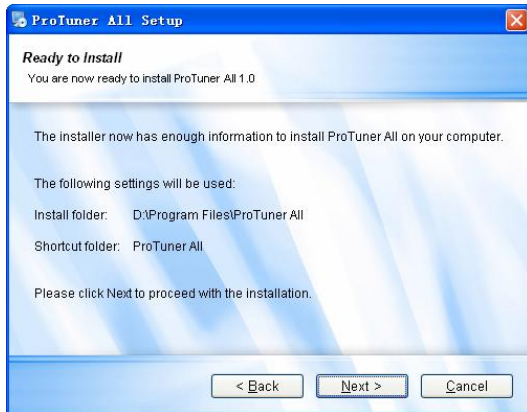 ProTuner All Setup
Ready to Install
You are now ready to install ProTuner All 1.0
The installer now has enough information to install ProTuner All on your computer.
The following settings will be used:
Install folder: D:\Program Files\ProTuner All
Shortcut folder: ProTuner All
Please click Next to proceed with the installation.
< Back Next > Cancel